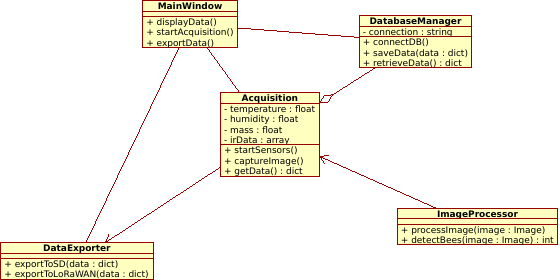 MainWindow
+ displayData()
+ startAcquisition()
+ exportData()
DatabaseManager
- connection : string
+ connectDB()
+ saveData(data : dict)
+ retrieveData() : dict
Acquisition
- temperature : float
- humidity : float
- mass : float
- irData : array
+ startSensors()
+ captureImage()
+ getData() : dict
ImageProcessor
+ processImage(image : Image)
+ detectBees(image : Image) : int
DataExporter
+ exportToSD(data : dict)
+ exportToLoRaWAN(data : dict)